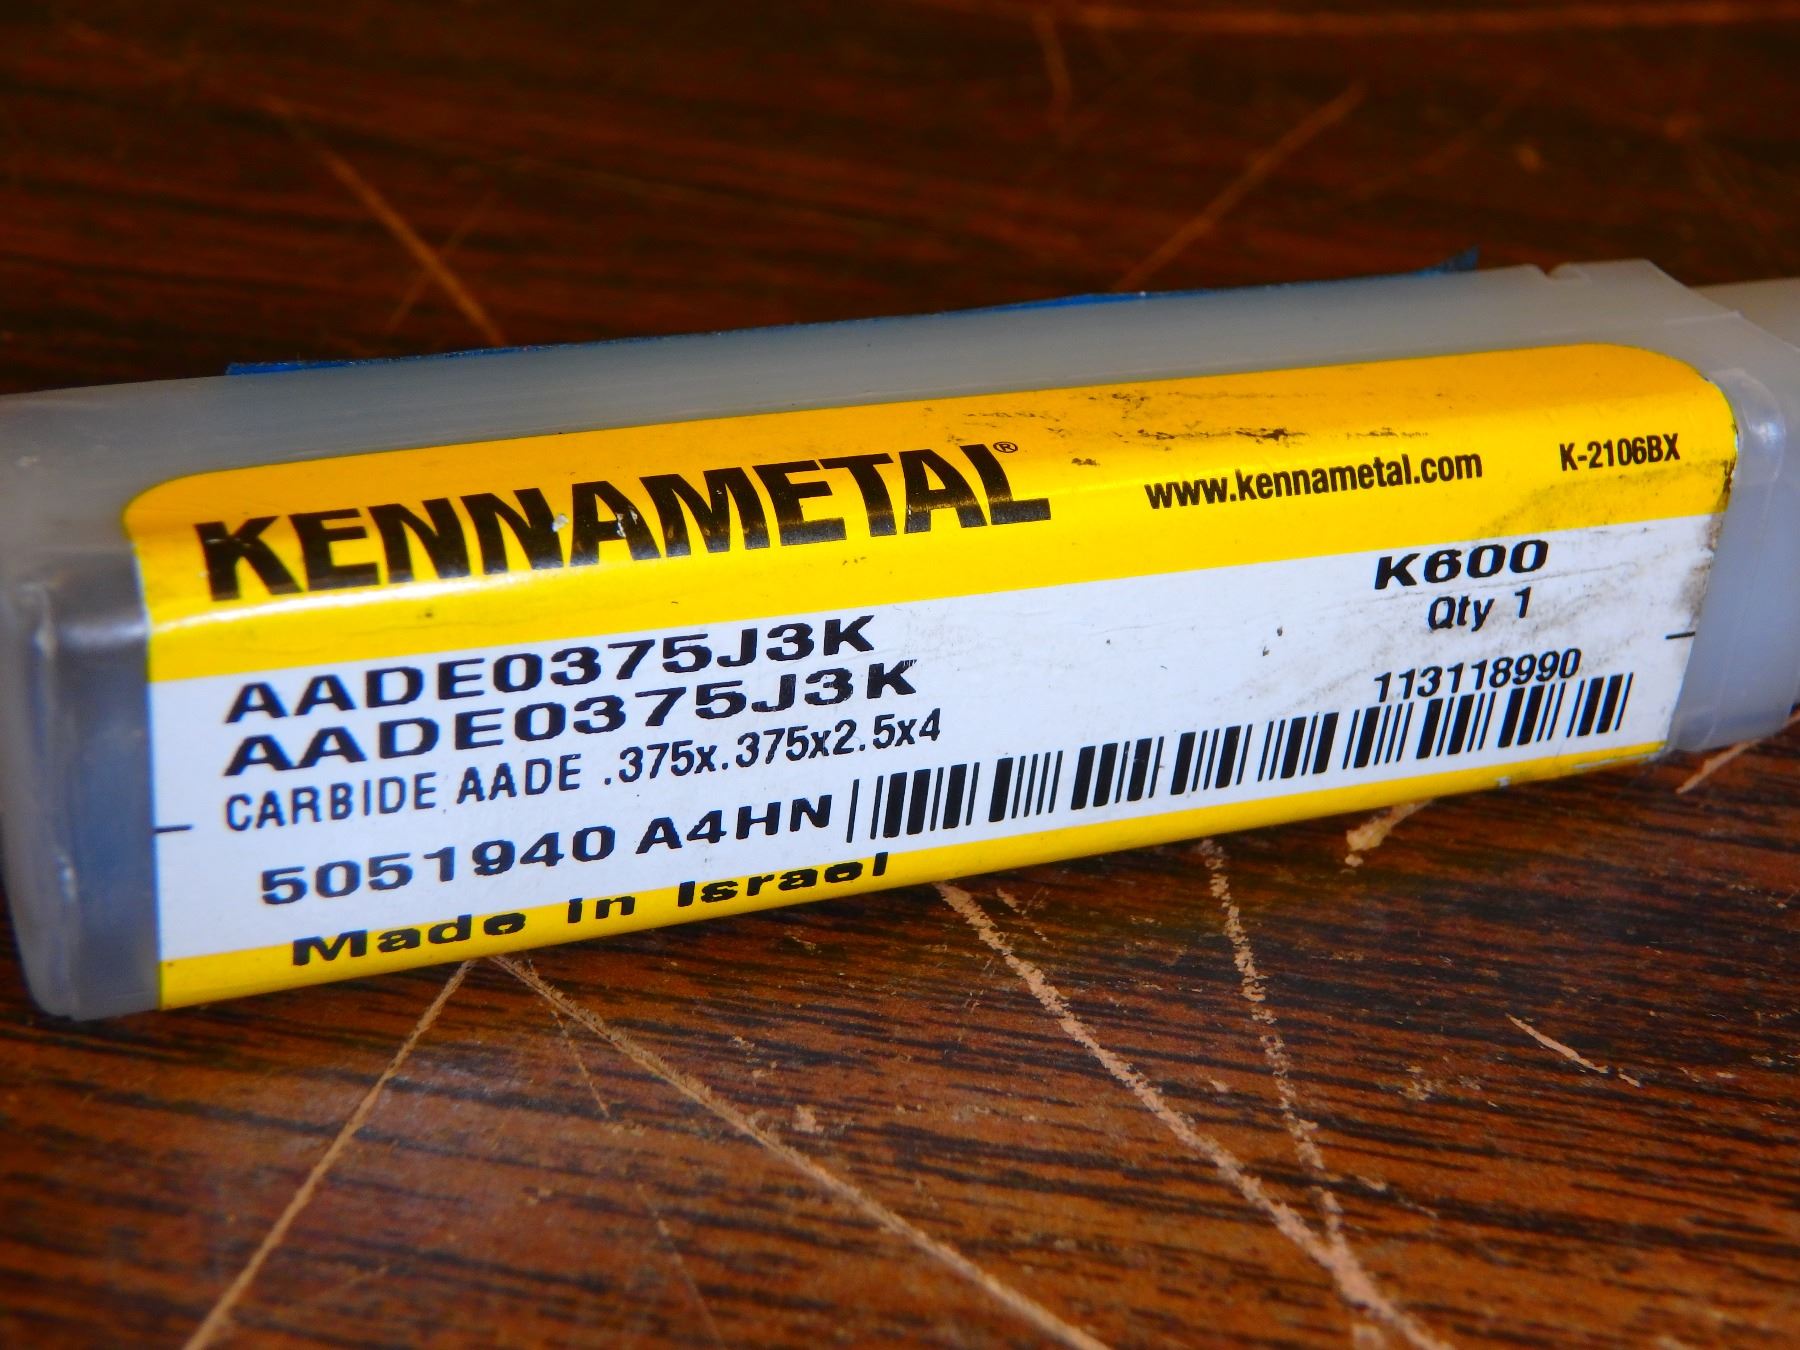 KENNAMETAL®
www.kennametal.com
K-2106BX
AADE0375J3K
AADE0375J3K
CARBIDE AADE .375x.375x2.5x4
K600
Qty 1
113118990
5051940 A4HN
Made in Israel